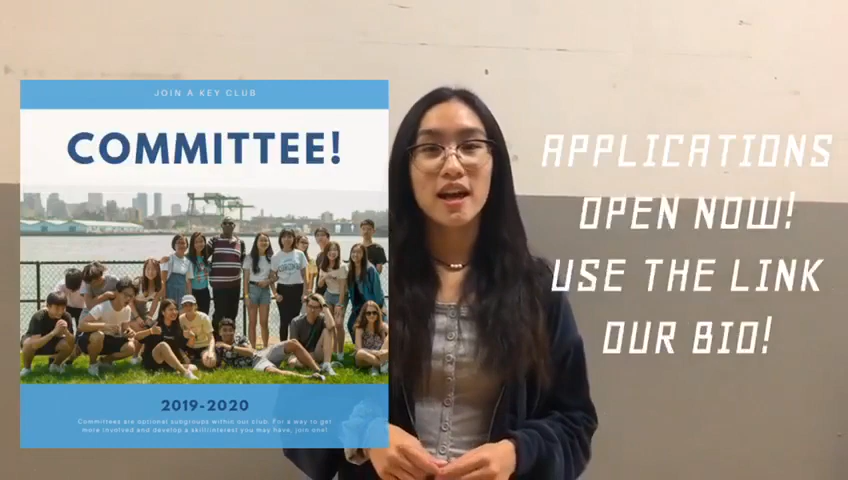 JOIN A KEY CLUB
COMMITTEE!
2019-2020
Committees are optional subgroups within our club. For a way to get
more involved and develop a skill/interest you may have, join one!
APPLICATIONS
OPEN NOW!
USE THE LINK
OUR BIO!